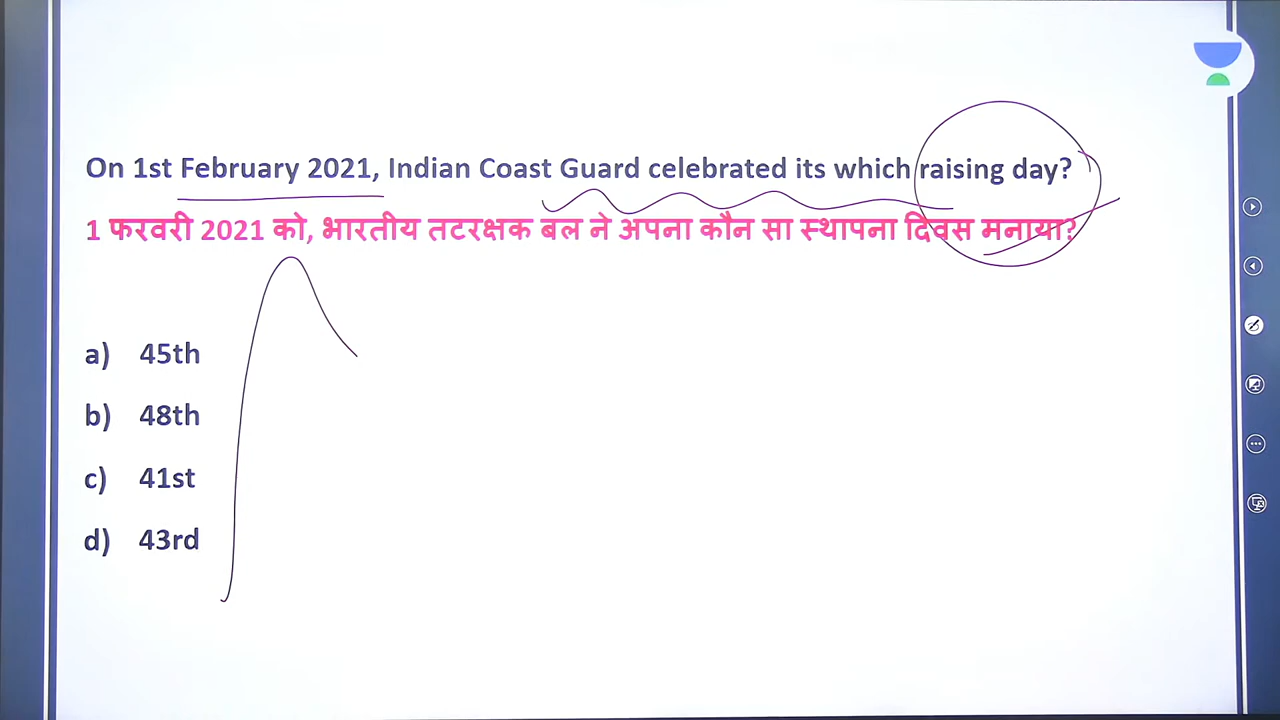 On 1st February 2021, Indian Coast Guard celebrated its which raising day?
1 फरवरी 2021 को, भारतीय तटरक्षक बल ने अपना कौन सा स्थापना दिवस मनाया?
a) 45th
b) 48th
c) 41st
d) 43rd